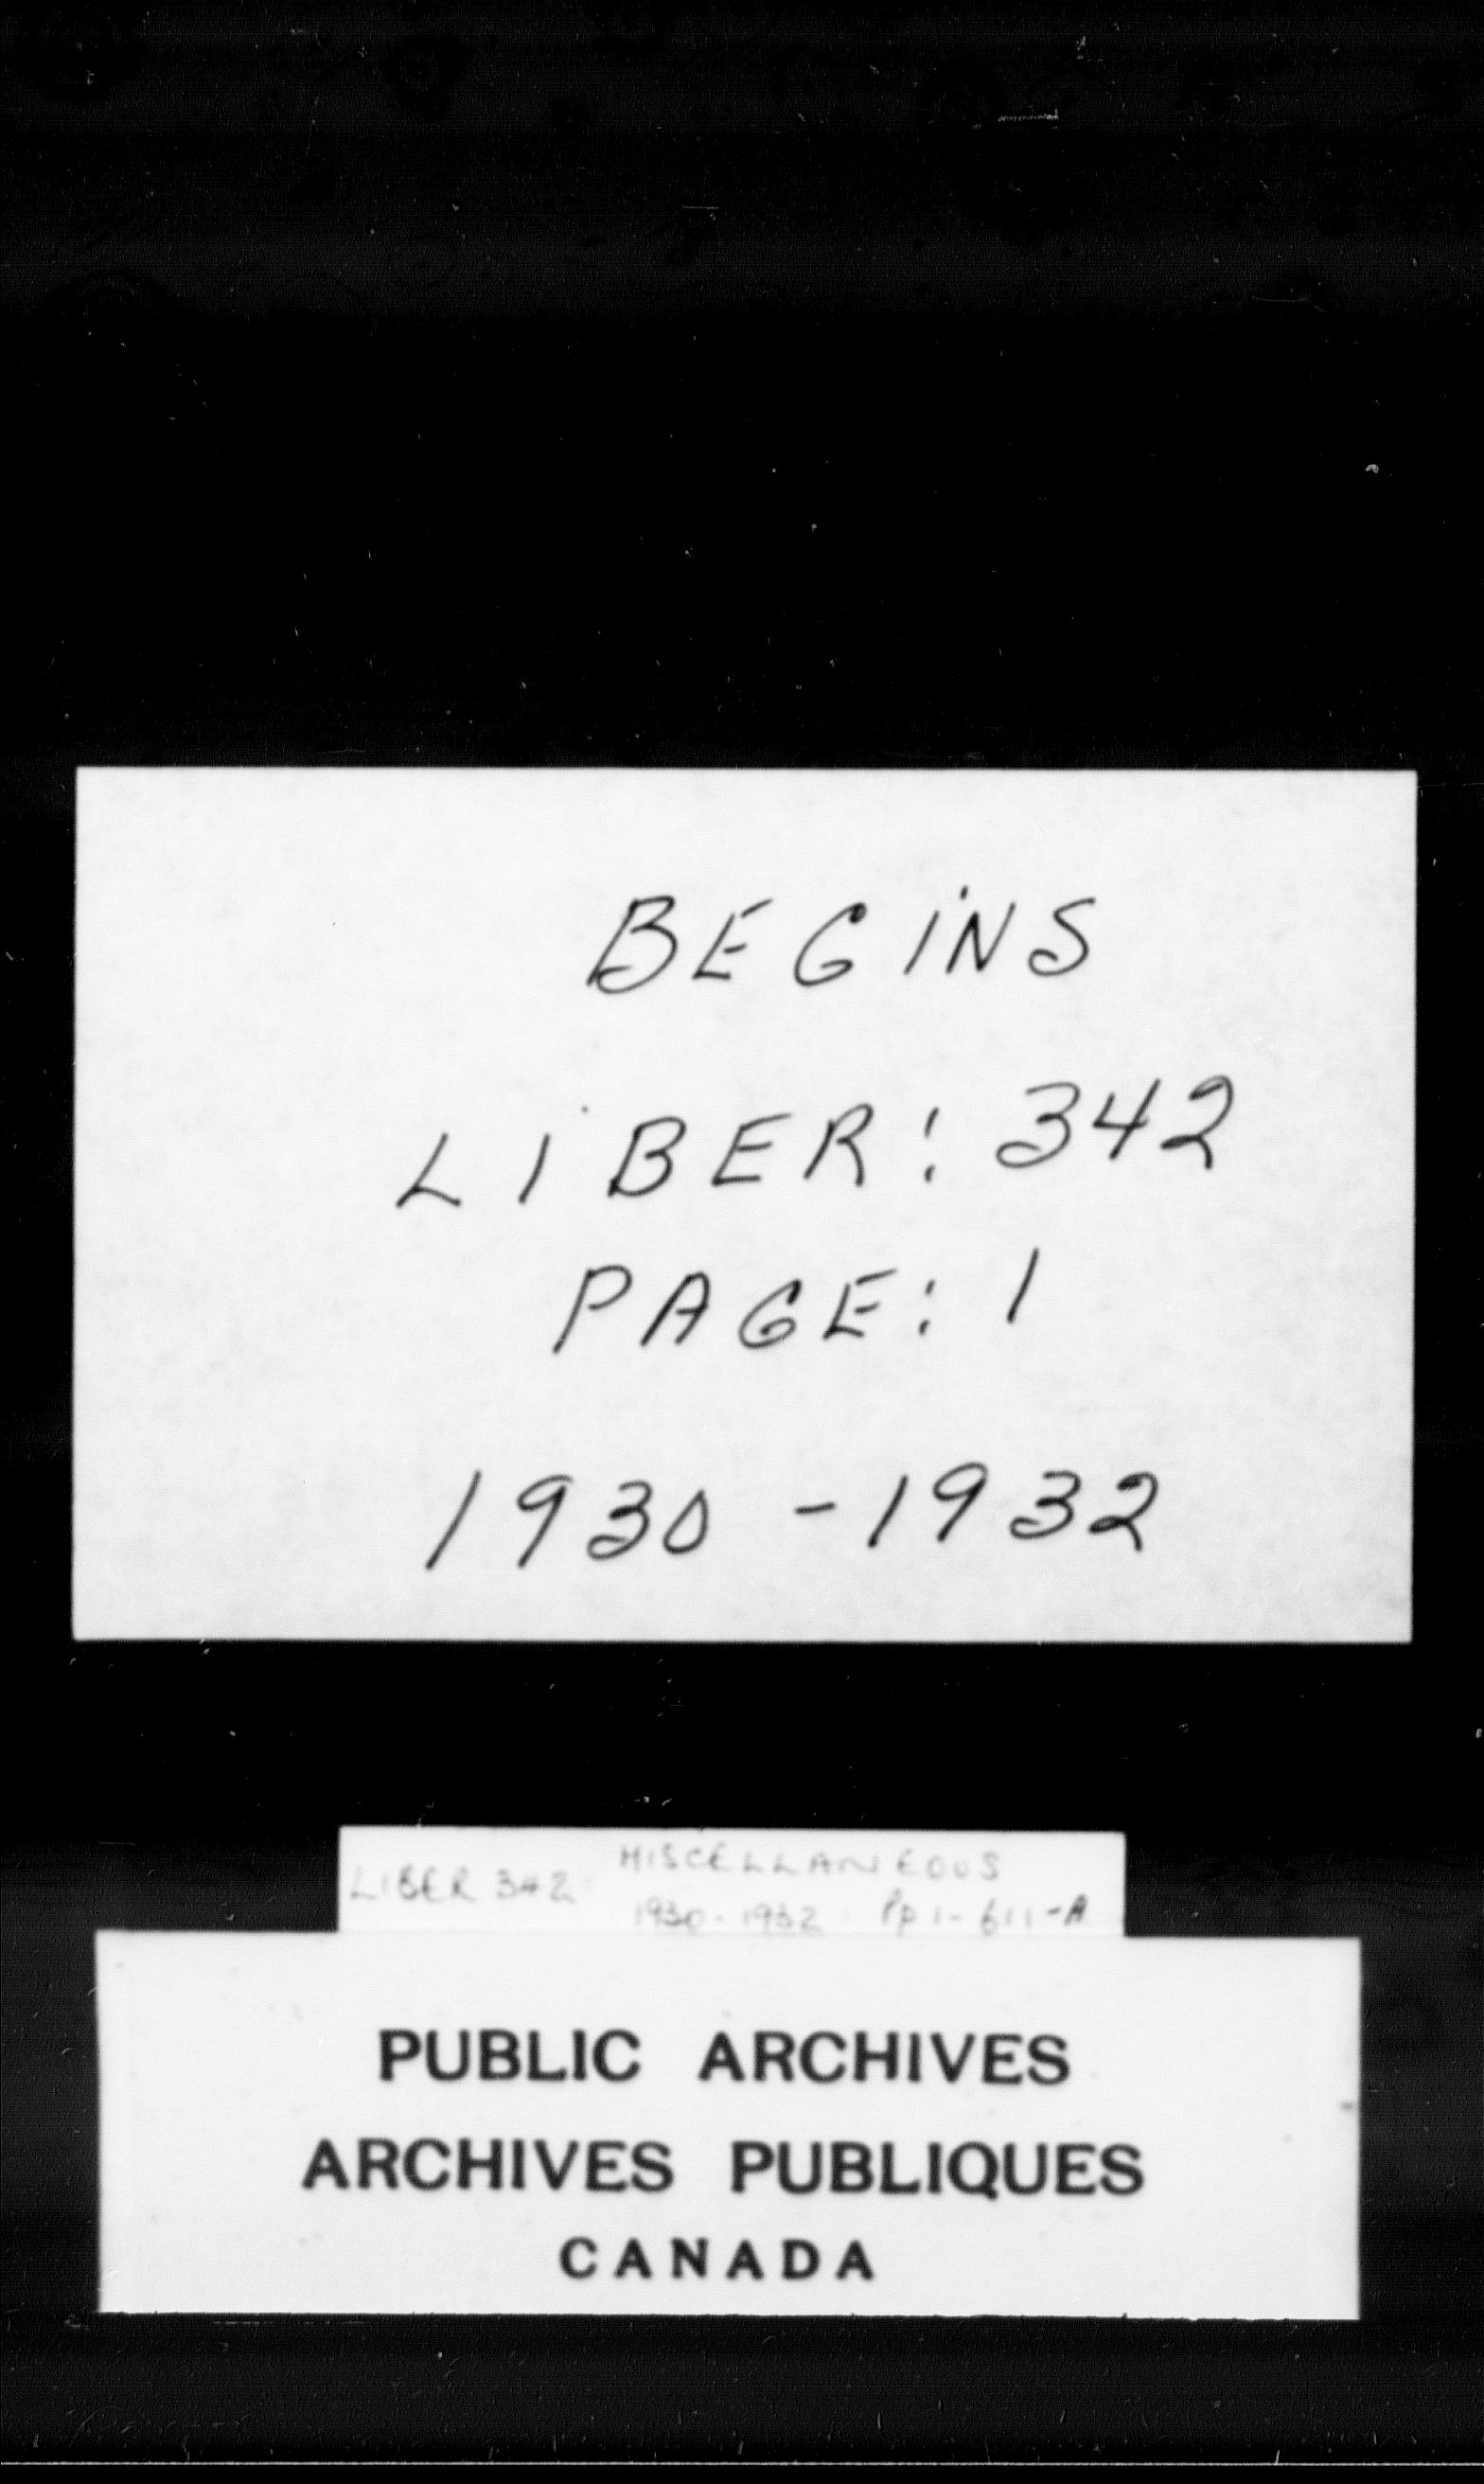 BEGINS
LIBER: 342
PAGE: 1
1930 - 1932
LIBER 342: MISCELLANEOUS
1930-1932: Pp 1-611-A
PUBLIC ARCHIVES
ARCHIVES PUBLIQUES
CANADA